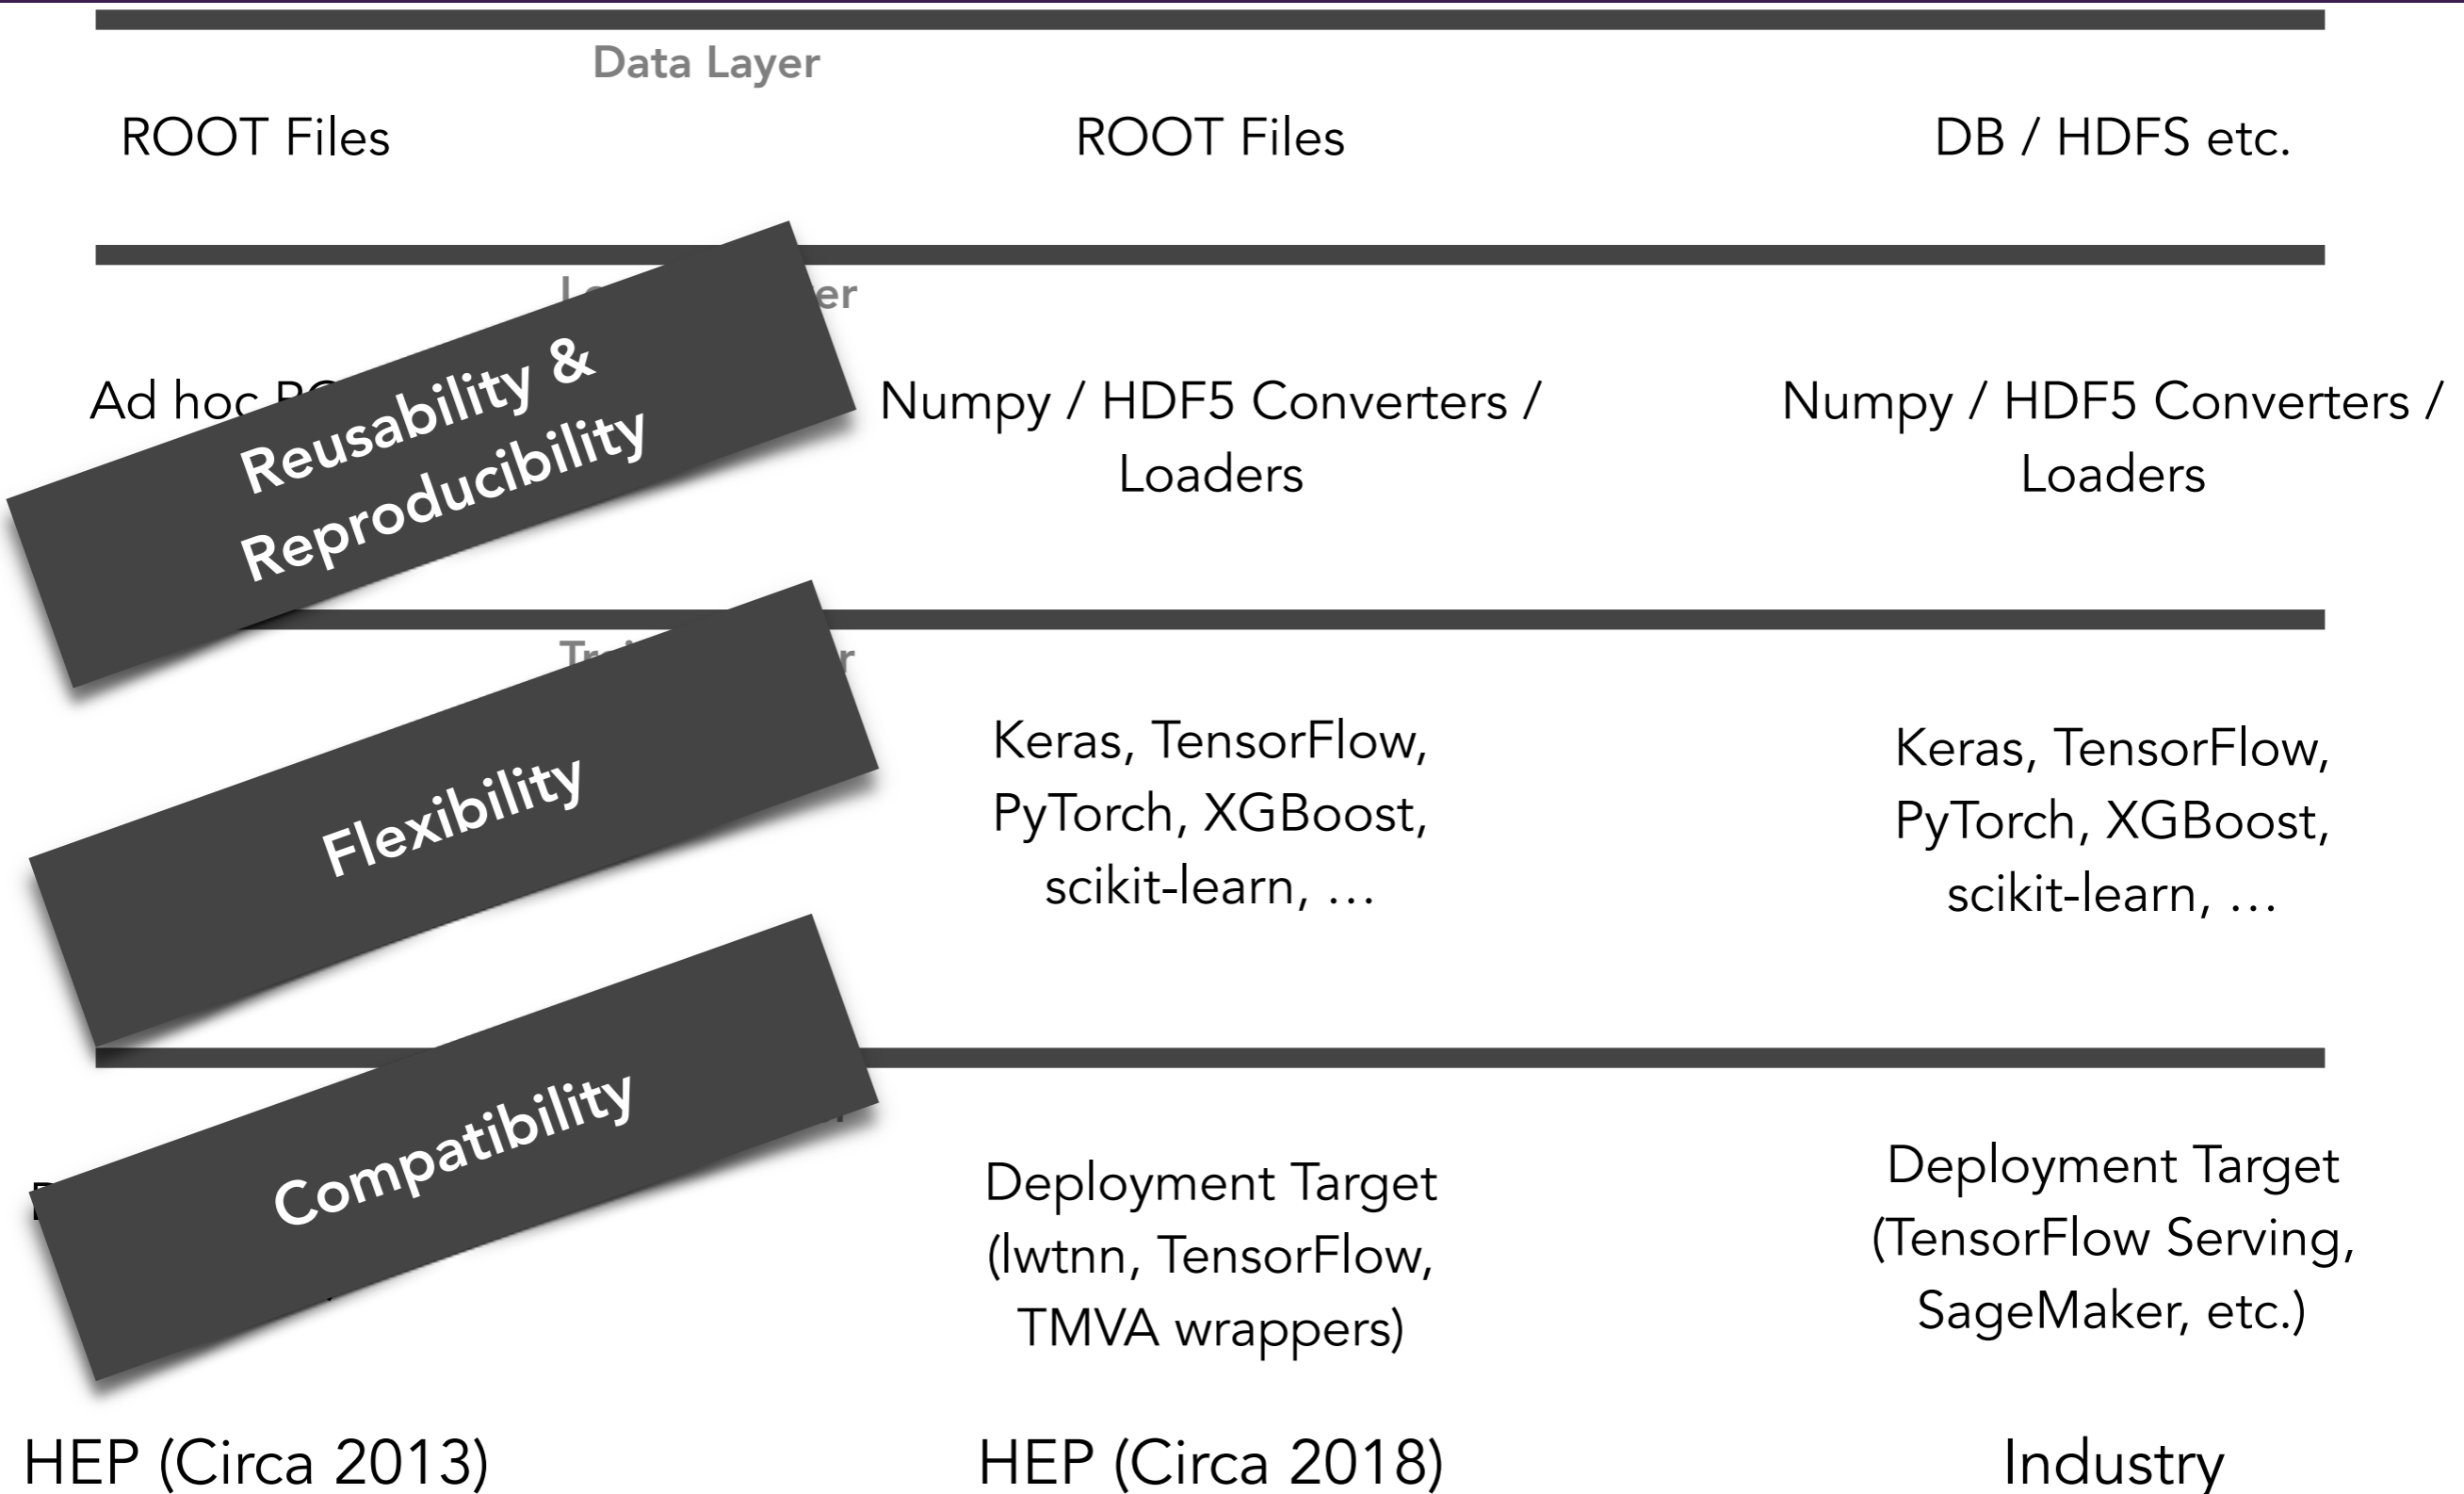 Data Layer
ROOT Files
ROOT Files
DB / HDFS etc.
Ad hoc
Reusability &
Reproducibility
Numpy / HDF5 Converters /
Loaders
Numpy / HDF5 Converters /
Loaders
Flexibility
Keras, TensorFlow,
PyTorch, XGBoost,
scikit-learn, …
Keras, TensorFlow,
PyTorch, XGBoost,
scikit-learn, …
Compatibility
Deployment Target
(lwtnn, TensorFlow,
TMVA wrappers)
Deployment Target
(TensorFlow Serving,
SageMaker, etc.)
HEP (Circa 2013)
HEP (Circa 2018)
Industry